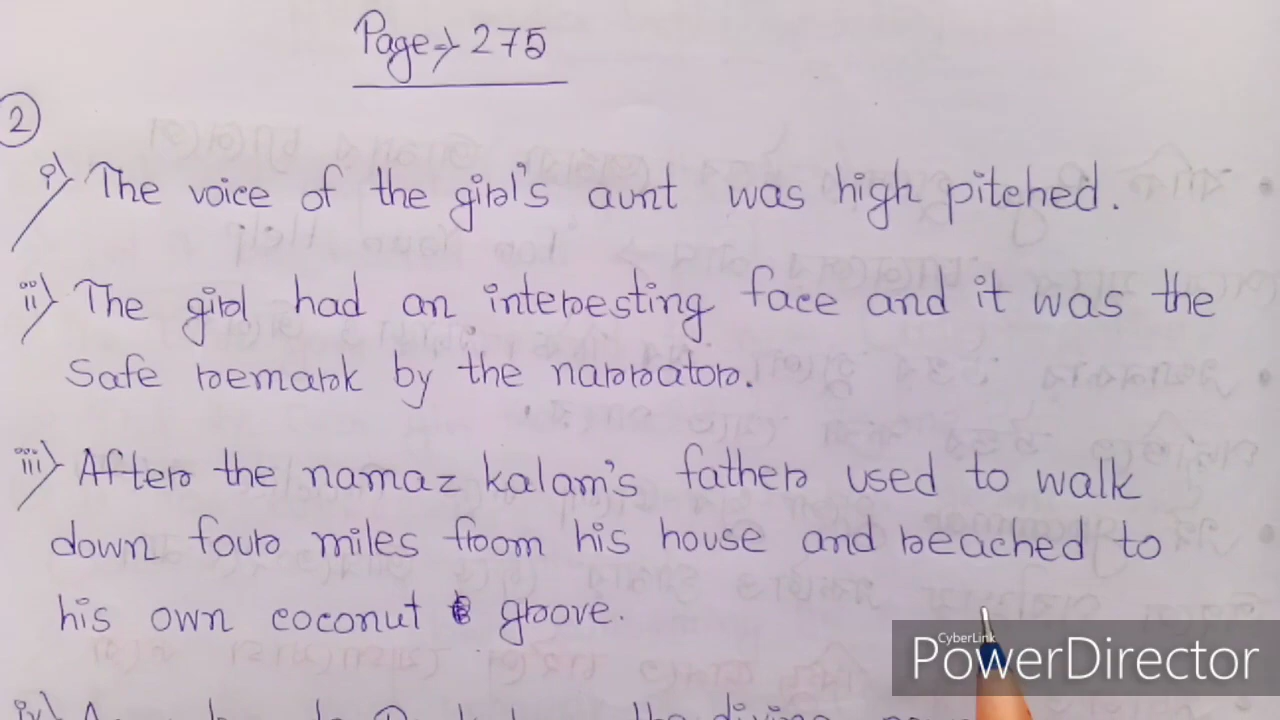 Page → 275
2
i) The voice of the girl's aunt was high pitched.
ii) The girl had an interesting face and it was the
safe remark by the narrator.
iii) After the namaz kalam's father used to walk
down four miles from his house and reached to
his own coconut groove.
iv)
CyberLink
PowerDirector